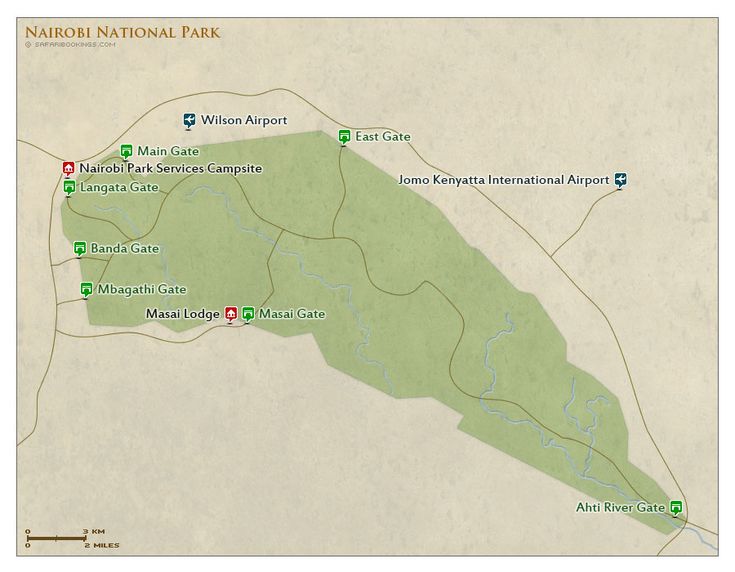 NAIROBI NATIONAL PARK
© SAFARIBOOKINGS.COM
Wilson Airport
East Gate
Main Gate
Nairobi Park Services Campsite
Jomo Kenyatta International Airport
Langata Gate
Banda Gate
Mbagathi Gate
Masai Lodge
Masai Gate
Ahti River Gate
0 3 KM
0 2 MILES